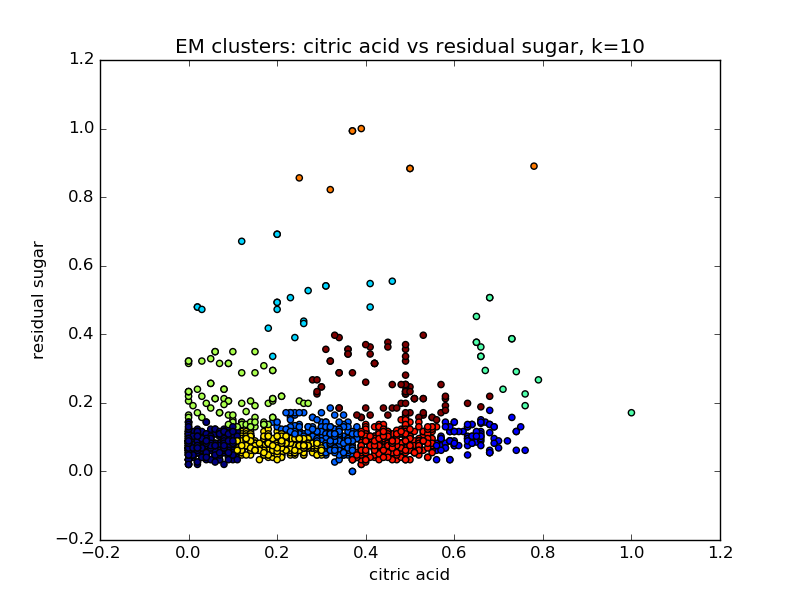 EM clusters: citric acid vs residual sugar, k=10
1.2
1.0
0.8
0.6
0.4
0.2
0.0
−0.2
residual sugar
−0.2 0.0 0.2 0.4 0.6 0.8 1.0 1.2
citric acid